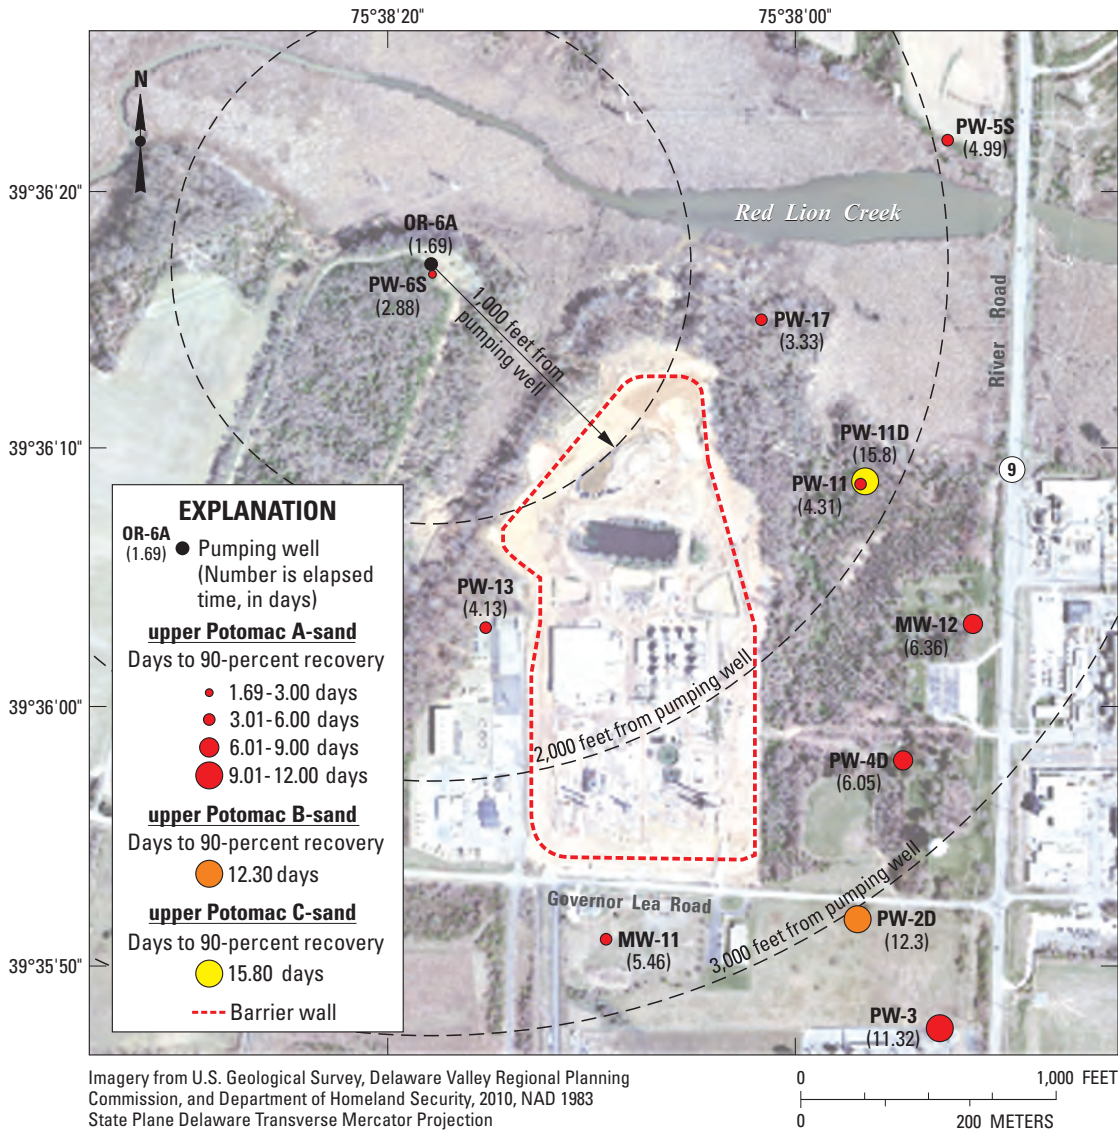 75°38'20"
75°38'00"
N
PW-5S
(4.99)
39°36'20"
Red Lion Creek
OR-6A
(1.69)
PW-6S
(2.88)
1,000 feet from
pumping well
PW-17
(3.33)
River Road
39°36'10"
PW-11D
(15.8)
9
PW-11
(4.31)
EXPLANATION
OR-6A
(1.69)
Pumping well
(Number is elapsed
time, in days)
upper Potomac A-sand
Days to 90-percent recovery
1.69-3.00 days
3.01-6.00 days
6.01-9.00 days
9.01-12.00 days
upper Potomac B-sand
Days to 90-percent recovery
12.30 days
upper Potomac C-sand
Days to 90-percent recovery
15.80 days
Barrier wall
PW-13
(4.13)
MW-12
(6.36)
39°36'00"
2,000 feet from pumping well
PW-4D
(6.05)
Governor Lea Road
3,000 feet from pumping well
PW-2D
(12.3)
MW-11
(5.46)
39°35'50"
PW-3
(11.32)
Imagery from U.S. Geological Survey, Delaware Valley Regional Planning
Commission, and Department of Homeland Security, 2010, NAD 1983
State Plane Delaware Transverse Mercator Projection
0
1,000 FEET
0
200 METERS